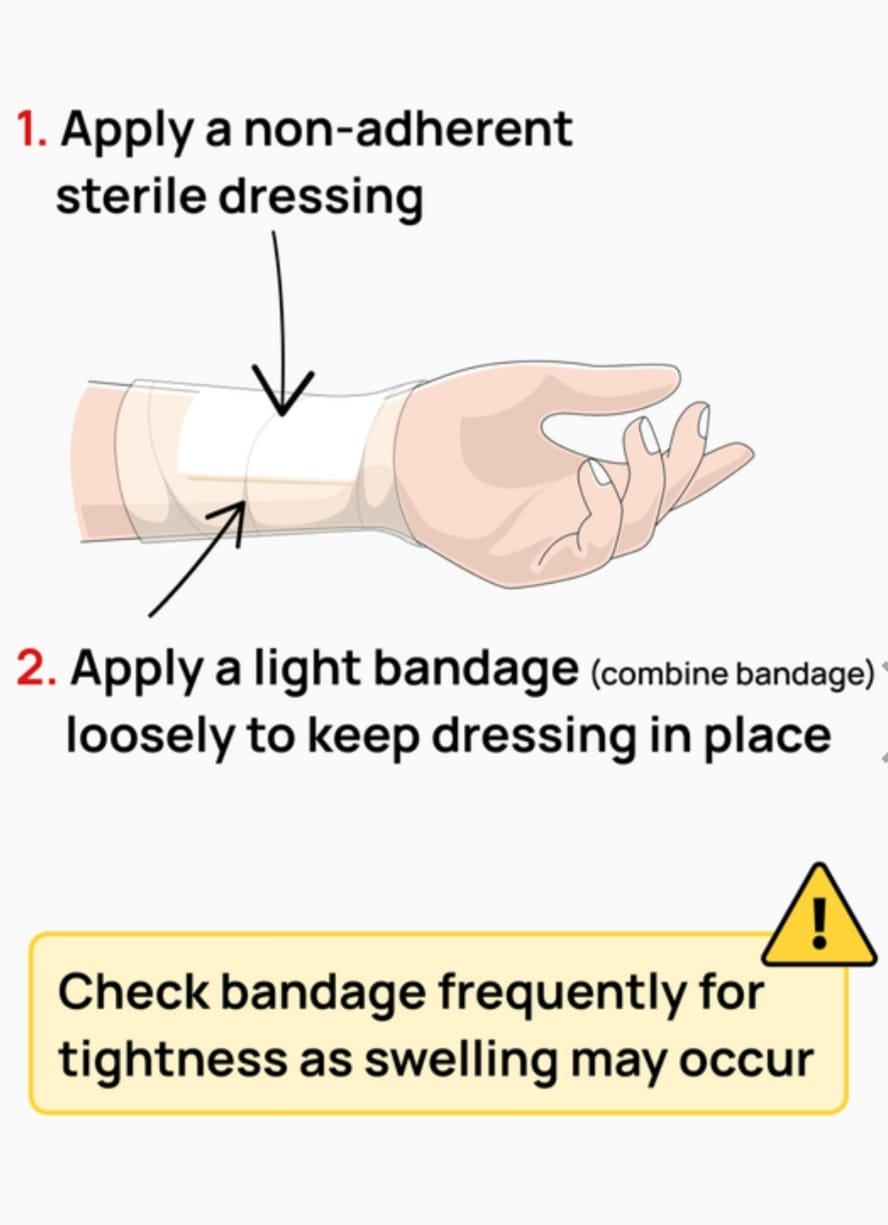 1. Apply a non-adherent
sterile dressing
2. Apply a light bandage (combine bandage)
loosely to keep dressing in place
!
Check bandage frequently for
tightness as swelling may occur